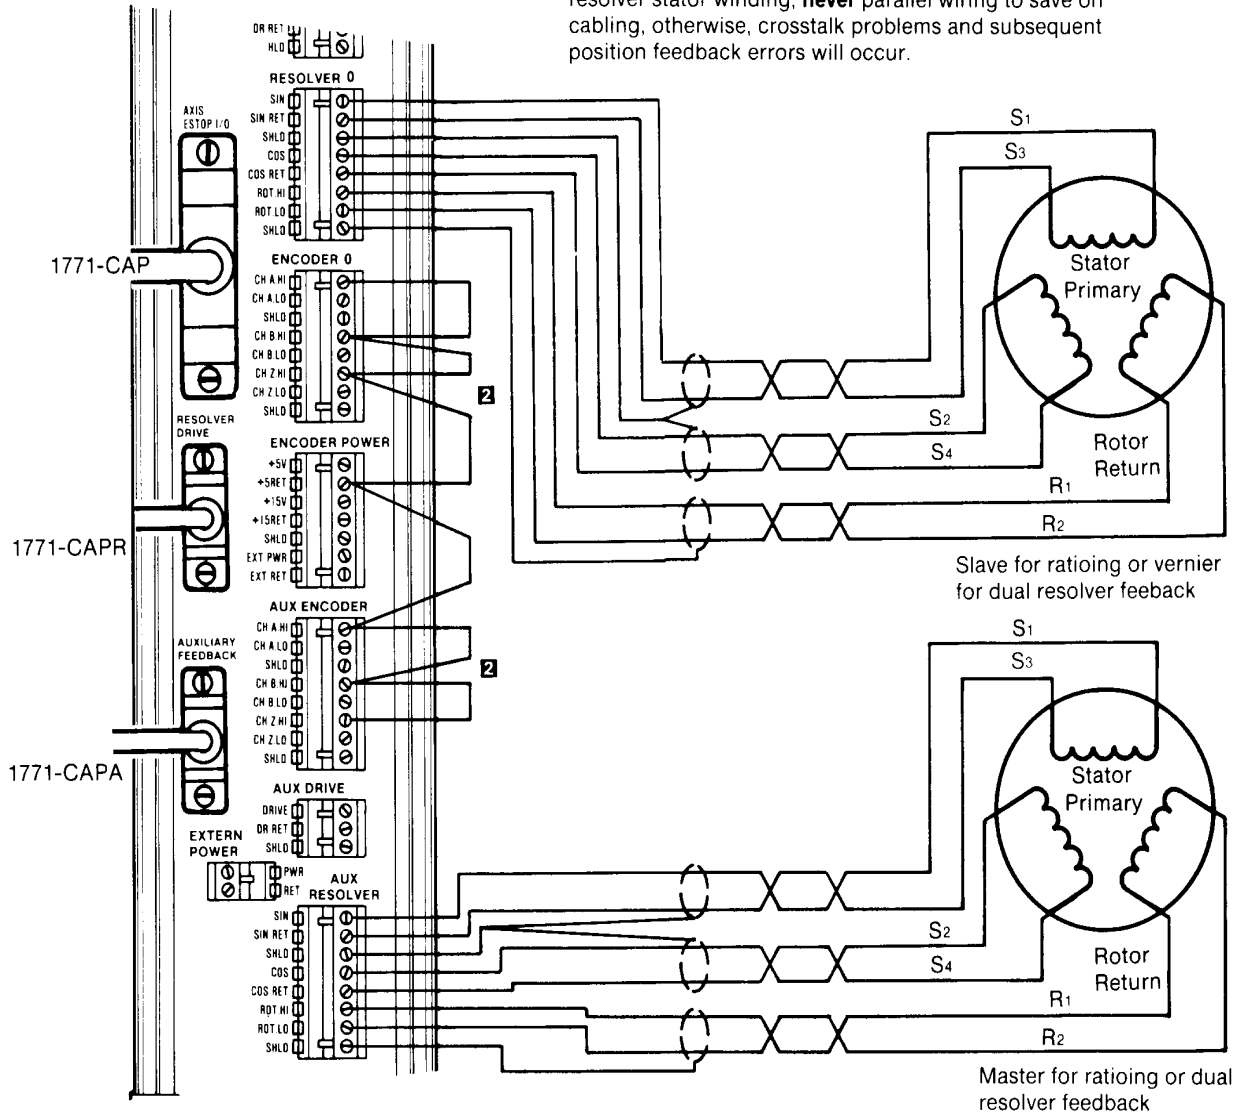 resolver stator winding, never parallel wiring to save on
cabling, otherwise, crosstalk problems and subsequent
position feedback errors will occur.
DR RET
HLD
RESOLVER 0
SIN
SIN RET
SHLD
COS
COS RET
ROT HI
ROT LO
SHLD
AXIS
ESTOP I/O
1771-CAP
ENCODER 0
CH A.HI
CH A.LO
SHLD
CH B.HI
CH B.LO
CH Z.HI
CH Z.LO
SHLD
2
RESOLVER
DRIVE
1771-CAPR
ENCODER POWER
+5V
+5RET
+15V
+15RET
SHLD
EXT PWR
EXT RET
AUX ENCODER
CH A.HI
CH A.LO
SHLD
CH B.HI
CH B.LO
CH Z.HI
CH Z.LO
SHLD
2
AUXILIARY
FEEDBACK
1771-CAPA
AUX DRIVE
DRIVE
DR RET
SHLD
EXTERN
POWER
PWR
RET
AUX
RESOLVER
SIN
SIN RET
SHLD
COS
COS RET
ROT HI
ROT LO
SHLD
S1
S3
Stator
Primary
S2
S4
Rotor
Return
R1
R2
Slave for ratioing or vernier
for dual resolver feeback
S1
S3
Stator
Primary
S2
S4
Rotor
Return
R1
R2
Master for ratioing or dual
resolver feedback